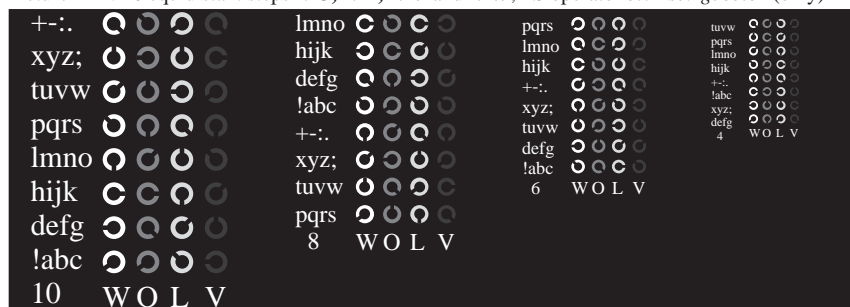 +-:.
xyz;
tuvw
pqrs
lmno
hijk
defg
!abc
10 W O L V
lmno
hijk
defg
!abc
+-:.
xyz;
tuvw
pqrs
8 W O L V
pqrs
lmno
hijk
+-:.
xyz;
tuvw
defg
!abc
6 W O L V
tuvw
pqrs
lmno
hijk
+-:.
!abc
xyz;
defg
4 W O L V